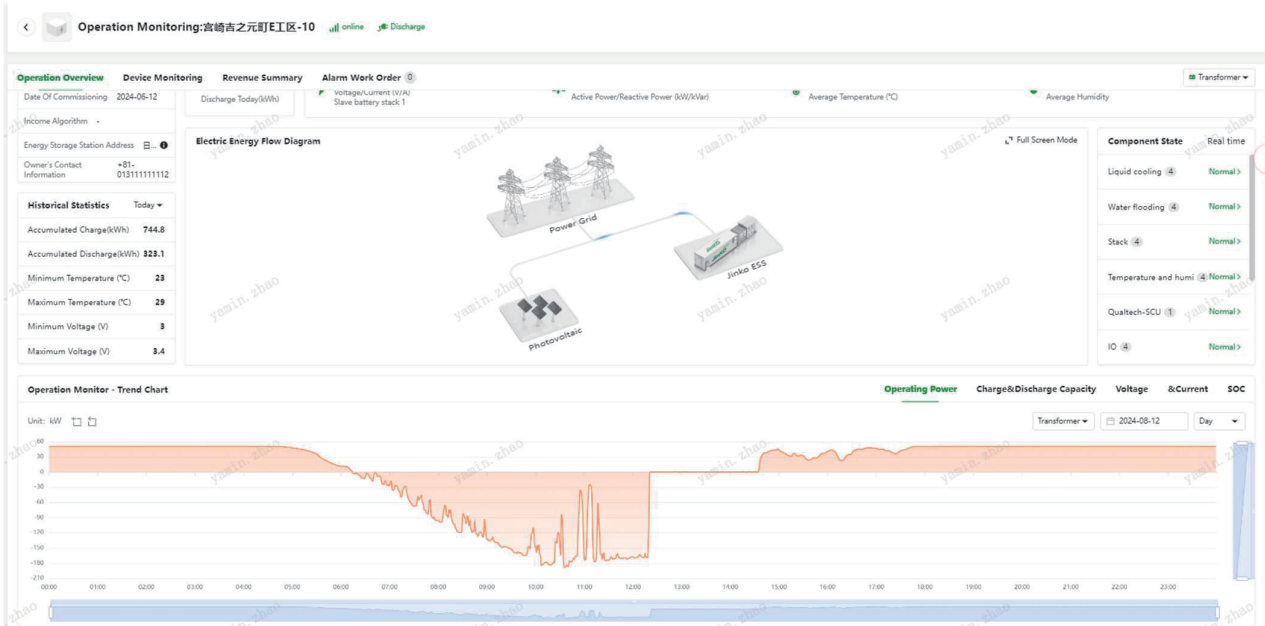 Operation Monitoring:宫崎吉之元町E工区-10 online Discharge
Operation Overview Device Monitoring Revenue Summary Alarm Work Order 0 Transformer
Date Of Commissioning 2024-06-12
Income Algorithm -
Energy Storage Station Address 日...
Owner's Contact Information +81-013111111112
Discharge Today(kWh)
Voltage/Current (V/A)
Slave battery stack 1
Active Power/Reactive Power (kW/kVar)
Average Temperature (℃)
Average Humidity
Historical Statistics Today
Accumulated Charge(kWh) 744.8
Accumulated Discharge(kWh) 323.1
Minimum Temperature (℃) 23
Maximum Temperature (℃) 29
Minimum Voltage (V) 3
Maximum Voltage (V) 3.4
Electric Energy Flow Diagram Full Screen Mode
Power Grid
Jinko ESS
Photovoltaic
Component State Real time
Liquid cooling 4 Normal
Water flooding 4 Normal
Stack 4 Normal
Temperature and humi 4 Normal
Qualtech-SCU 1 Normal
IO 4 Normal
Operation Monitor - Trend Chart Operating Power Charge&Discharge Capacity Voltage &Current SOC
Unit: kW Transformer 2024-08-12 Day
60
30
0
-30
-60
-90
-120
-150
-180
-210
00:00 01:00 02:00 03:00 04:00 05:00 06:00 07:00 08:00 09:00 10:00 11:00 12:00 13:00 14:00 15:00 16:00 17:00 18:00 19:00 20:00 21:00 22:00 23:00
yamin.zhao